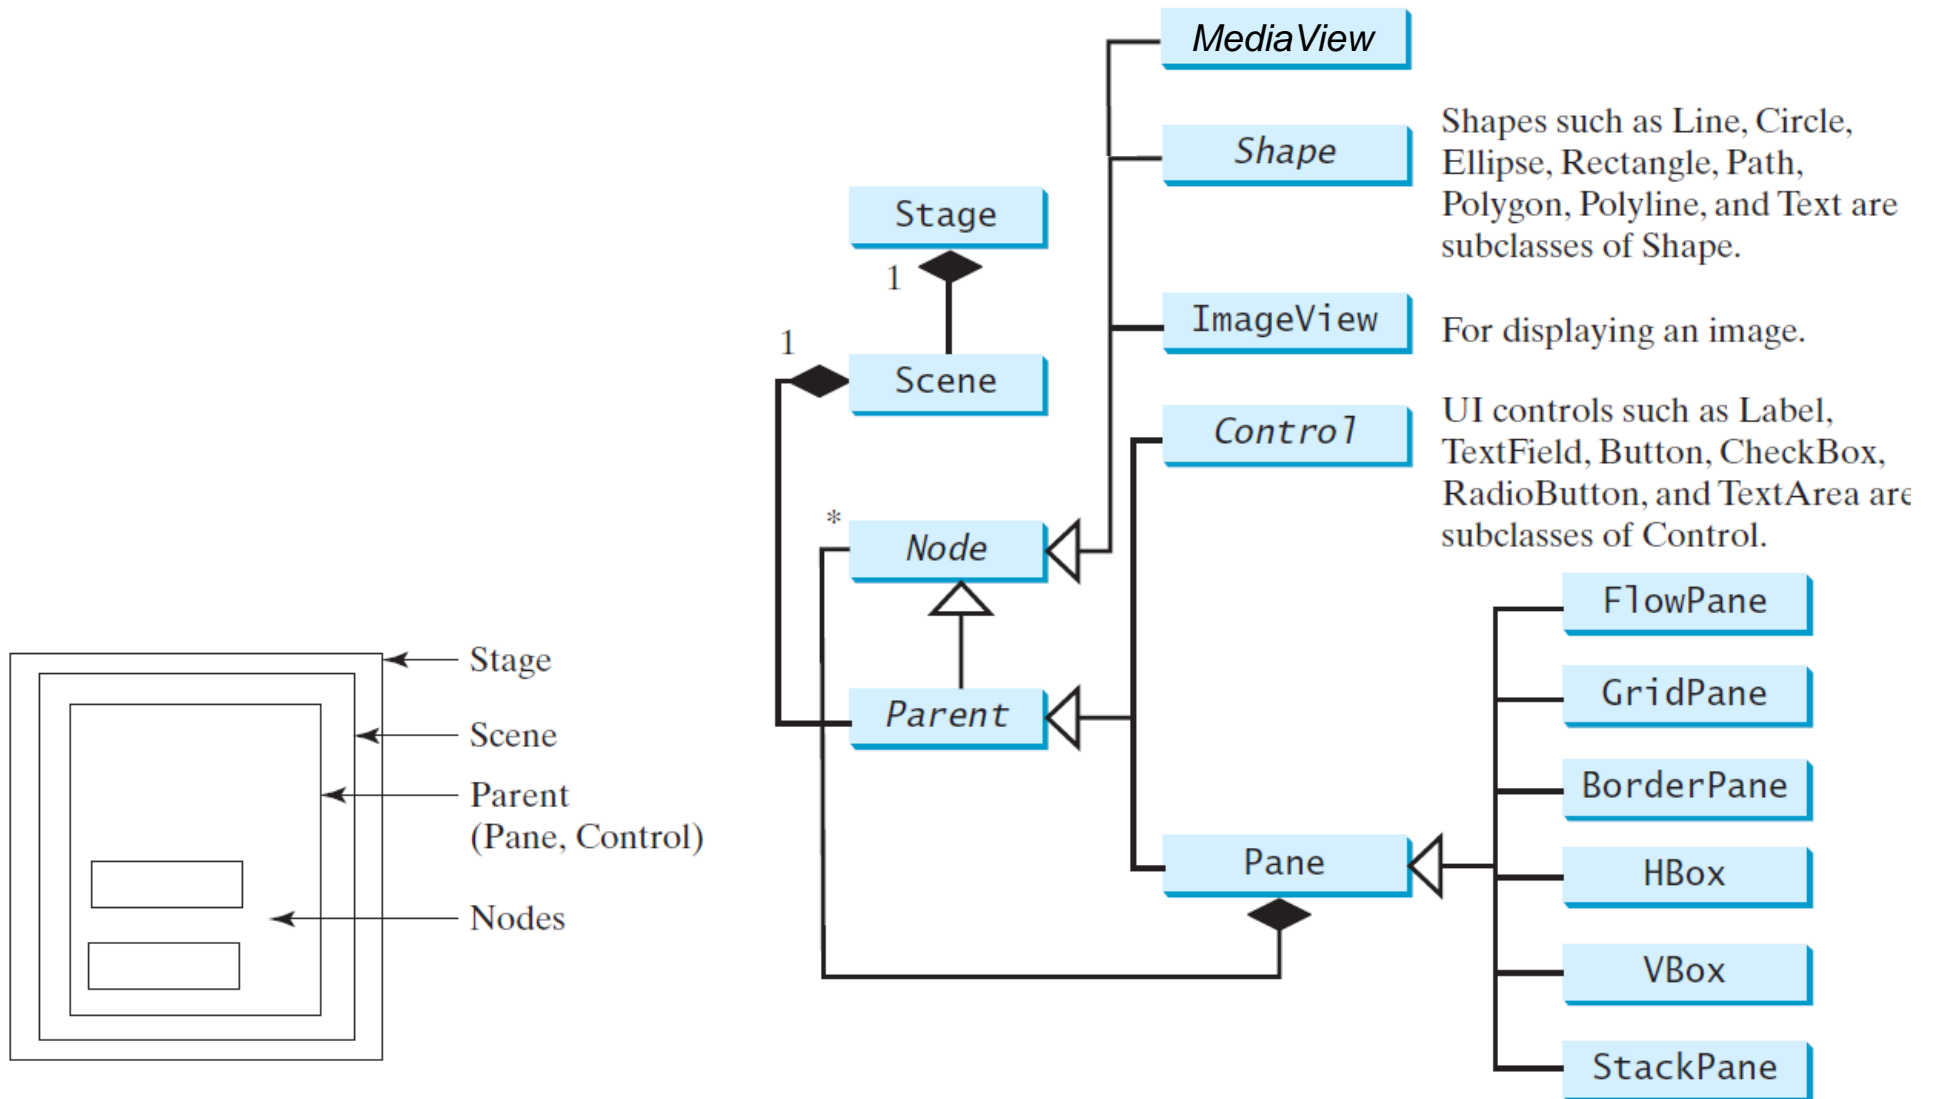 MediaView
Shape
Shapes such as Line, Circle,
Ellipse, Rectangle, Path,
Polygon, Polyline, and Text are
subclasses of Shape.
Stage
1
1
Scene
ImageView
For displaying an image.
Control
UI controls such as Label,
TextField, Button, CheckBox,
RadioButton, and TextArea are
subclasses of Control.
*
Node
Parent
Pane
FlowPane
GridPane
BorderPane
HBox
VBox
StackPane
Stage
Scene
Parent
(Pane, Control)
Nodes